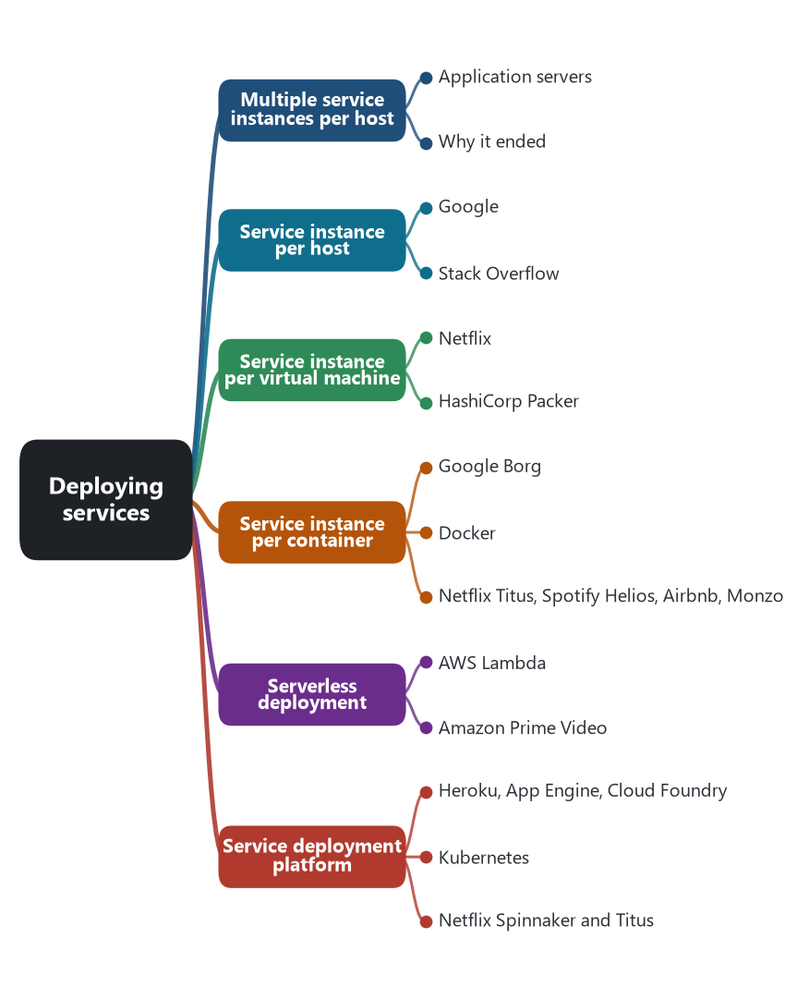 Deploying
services
Multiple service
instances per host
Application servers
Why it ended
Service instance
per host
Google
Stack Overflow
Service instance
per virtual machine
Netflix
HashiCorp Packer
Service instance
per container
Google Borg
Docker
Netflix Titus, Spotify Helios, Airbnb, Monzo
Serverless
deployment
AWS Lambda
Amazon Prime Video
Service deployment
platform
Heroku, App Engine, Cloud Foundry
Kubernetes
Netflix Spinnaker and Titus